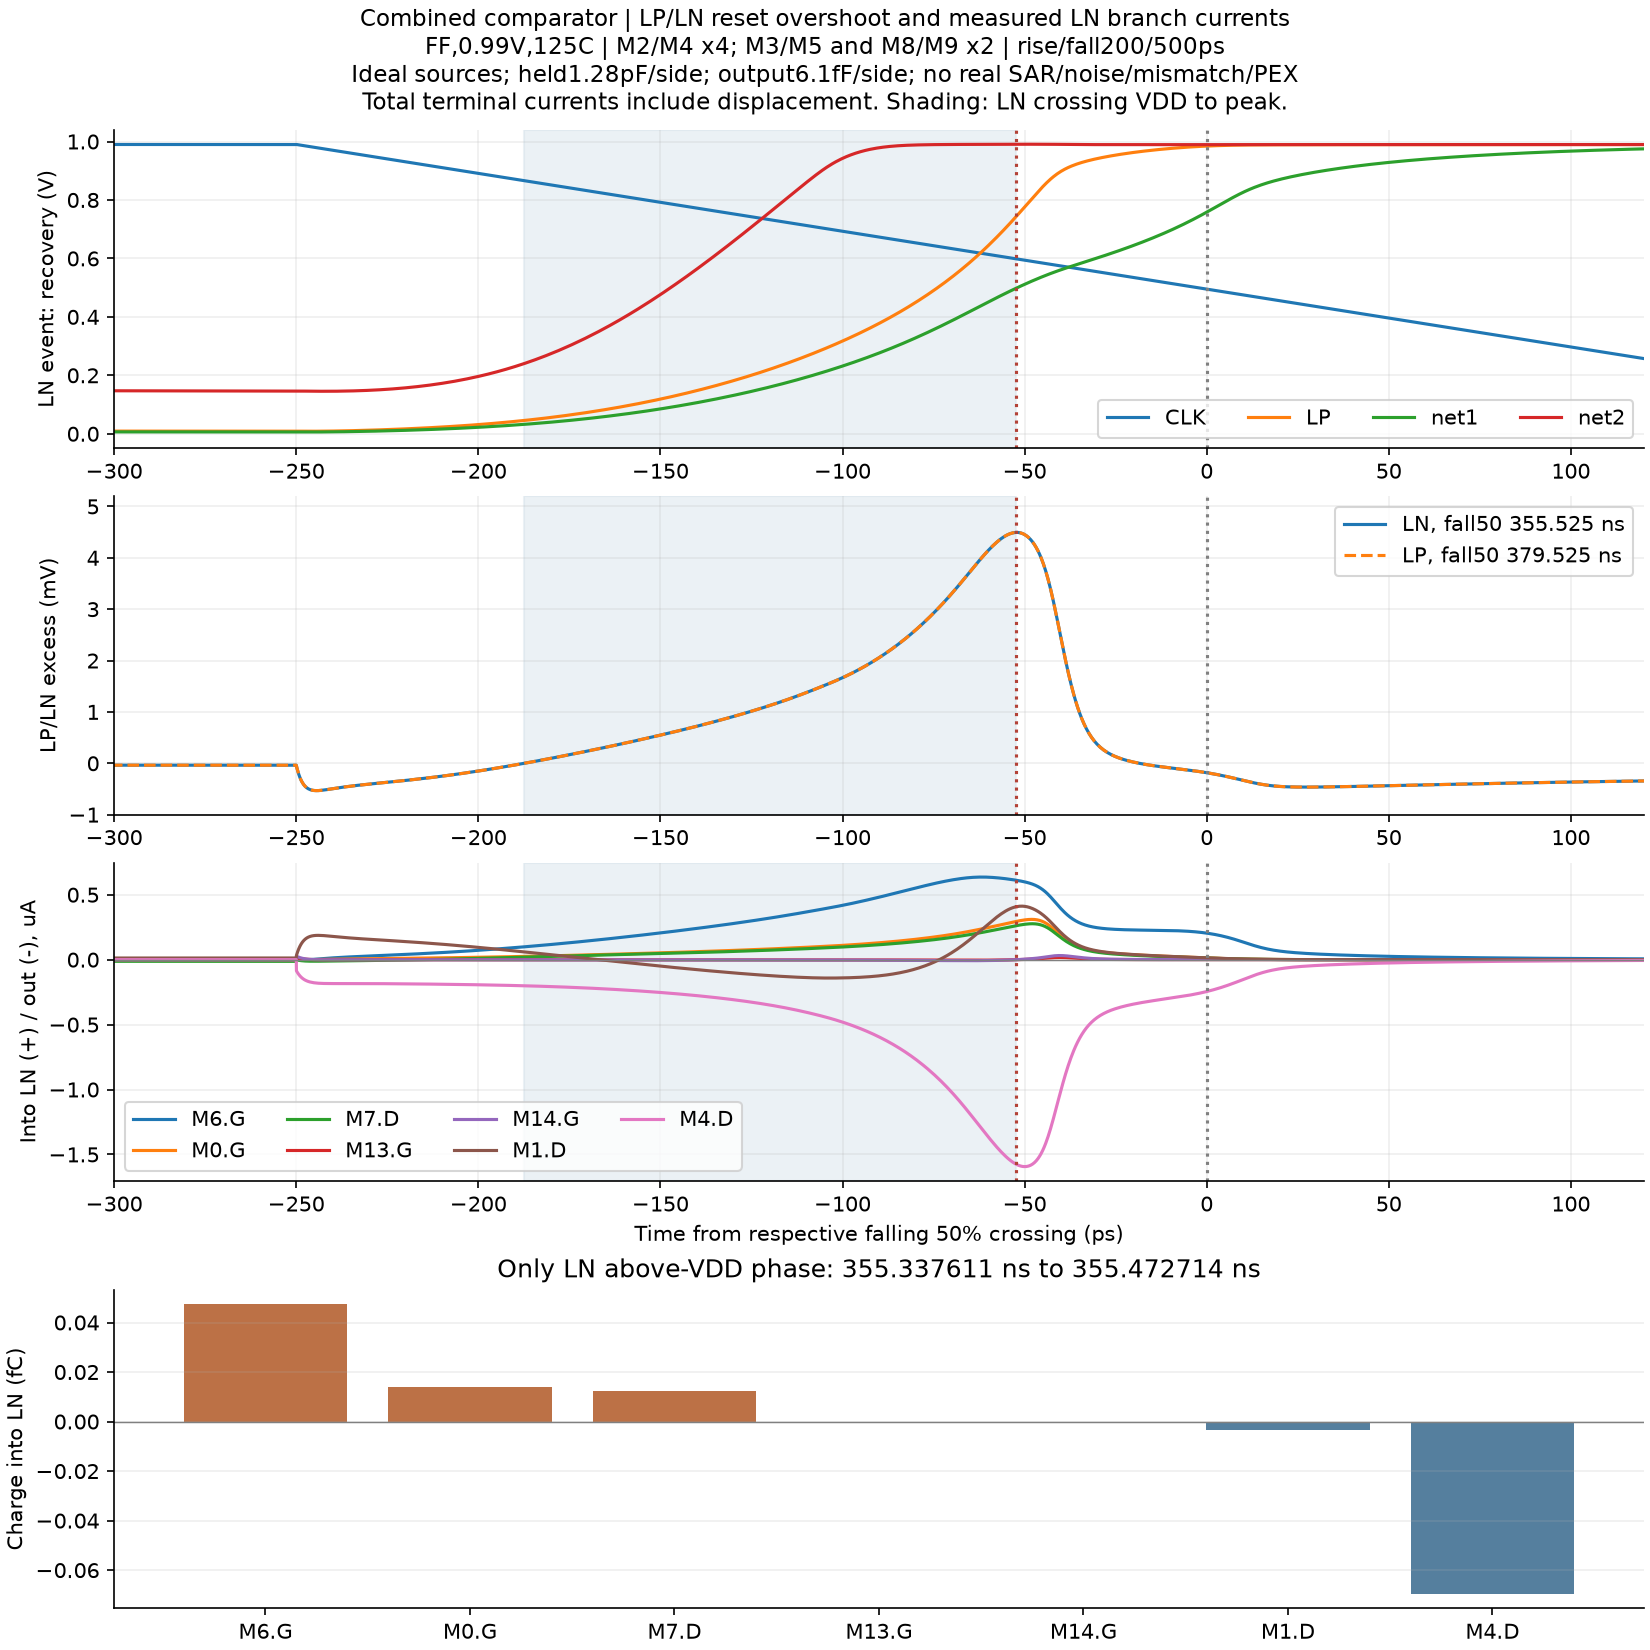 Combined comparator | LP/LN reset overshoot and measured LN branch currents
FF,0.99V,125C | M2/M4 x4; M3/M5 and M8/M9 x2 | rise/fall200/500ps
Ideal sources; held1.28pF/side; output6.1fF/side; no real SAR/noise/mismatch/PEX
Total terminal currents include displacement. Shading: LN crossing VDD to peak.
LN event: recovery (V)
1.0
0.8
0.6
0.4
0.2
0.0
CLK LP net1 net2
−300 −250 −200 −150 −100 −50 0 50 100
LP/LN excess (mV)
5
4
3
2
1
0
−1
LN, fall50 355.525 ns
LP, fall50 379.525 ns
−300 −250 −200 −150 −100 −50 0 50 100
Into LN (+) / out (-), uA
0.5
0.0
−0.5
−1.0
−1.5
M6.G M7.D M14.G M4.D
M0.G M13.G M1.D
−300 −250 −200 −150 −100 −50 0 50 100
Time from respective falling 50% crossing (ps)
Only LN above-VDD phase: 355.337611 ns to 355.472714 ns
Charge into LN (fC)
0.04
0.02
0.00
−0.02
−0.04
−0.06
M6.G M0.G M7.D M13.G M14.G M1.D M4.D